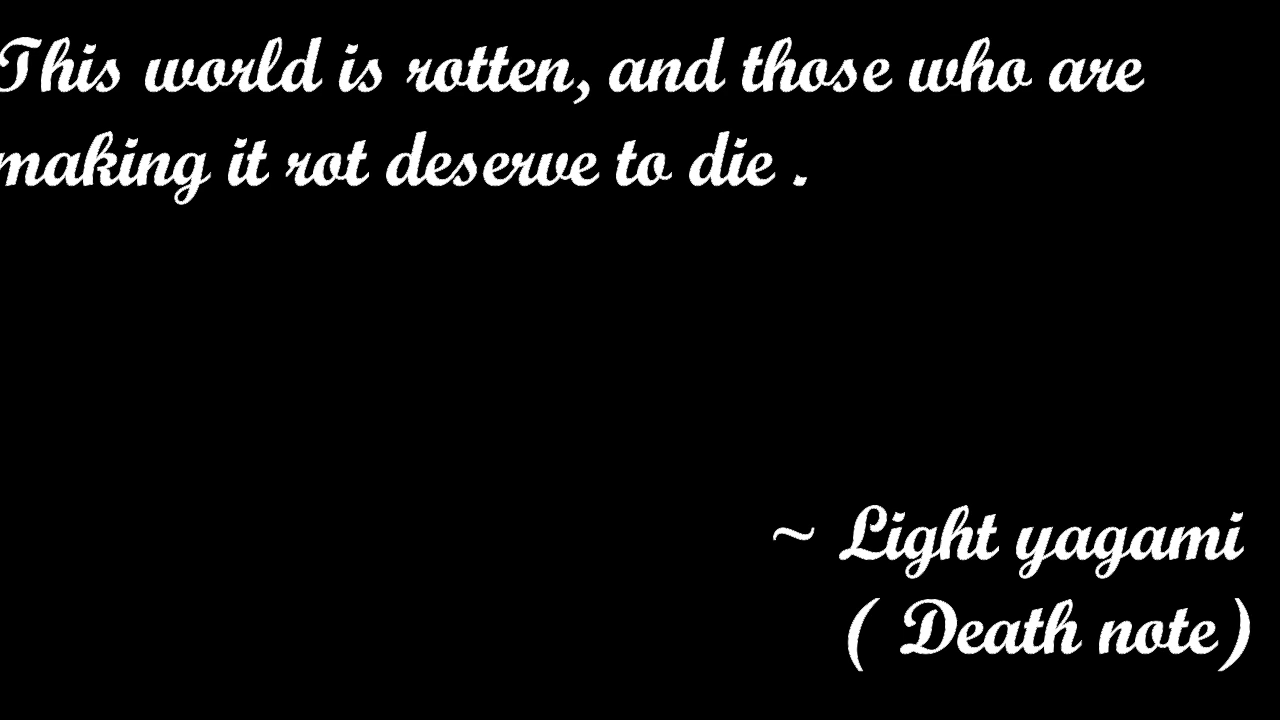 This world is rotten, and those who are
making it rot deserve to die .
~ Light yagami
( Death note)